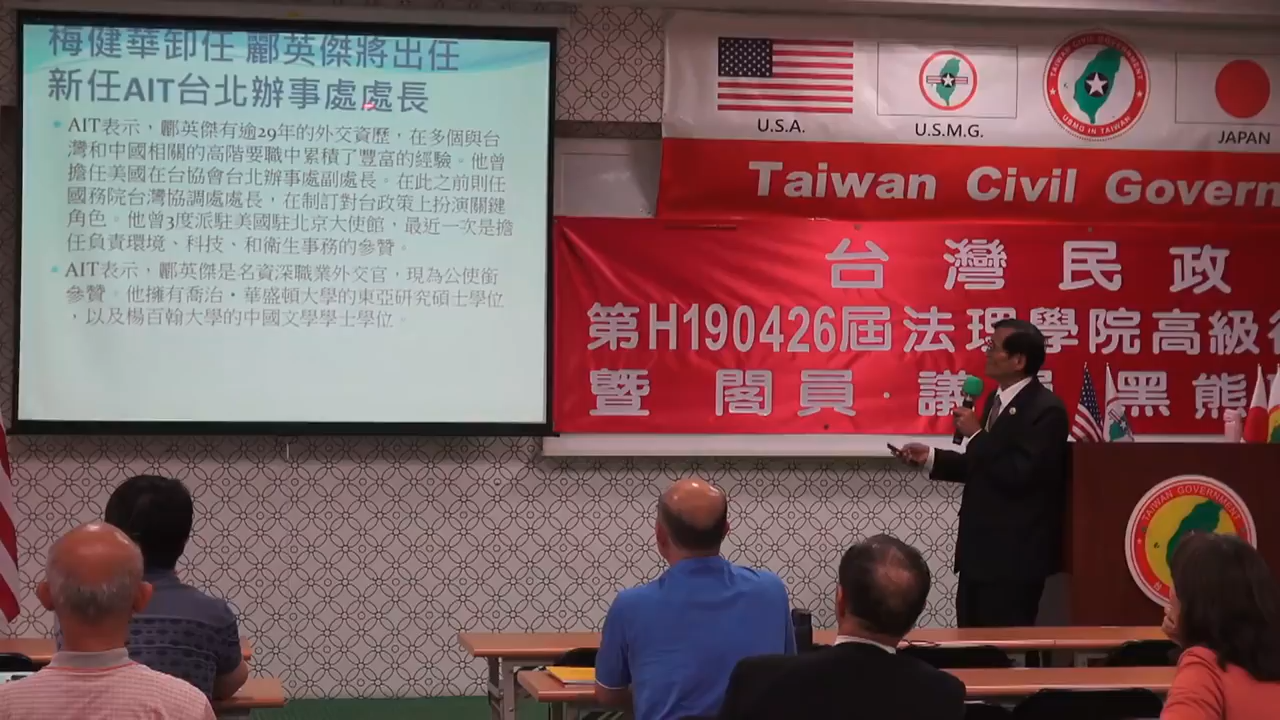 梅健華卸任 酈英傑將出任
新任AIT台北辦事處處長
AIT表示，酈英傑有逾29年的外交資歷，在多個與台
灣和中國相關的高階要職中累積了豐富的經驗。他曾
擔任美國在台協會台北辦事處副處長。在此之前則任
國務院台灣協調處處長，在制訂對台政策上扮演關鍵
角色。他曾3度派駐美國駐北京大使館，最近一次是擔
任負責環境、科技、和衛生事務的參贊。
AIT表示，酈英傑是名資深職業外交官，現為公使銜
參贊。他擁有喬治·華盛頓大學的東亞研究碩士學位
，以及楊百翰大學的中國文學學士學位。
U.S.A.
U.S.M.G.
TAIWAN CIVIL GOVERNMENT
USMG IN TAIWAN
JAPAN
Taiwan Civil Govern
台灣民政
第H190426屆法理學院高級
暨 閣員·議員 黑熊
TAIWAN GOVERNMENT